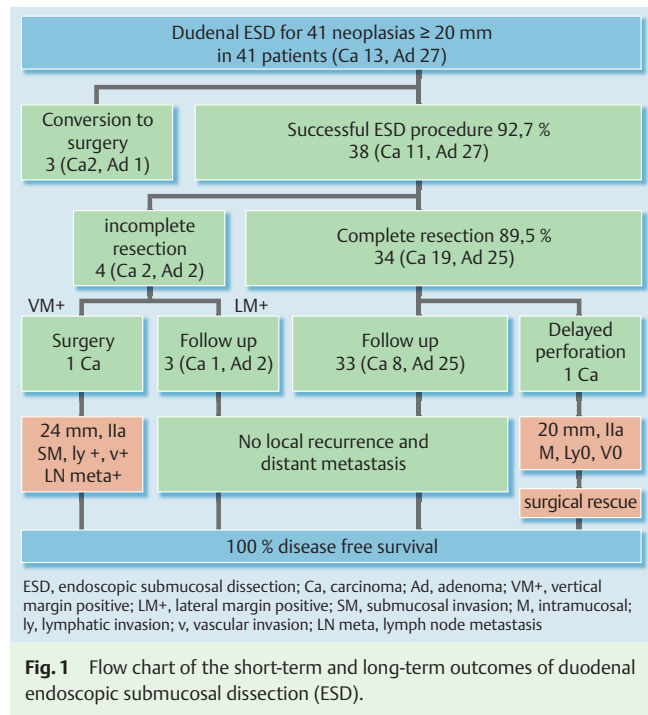 Dudenal ESD for 41 neoplasias ≥ 20 mm
in 41 patients (Ca 13, Ad 27)
Conversion to
surgery
3 (Ca2, Ad 1)
Successful ESD procedure 92,7 %
38 (Ca 11, Ad 27)
incomplete
resection
4 (Ca 2, Ad 2)
Complete resection 89,5 %
34 (Ca 19, Ad 25)
VM+
LM+
Surgery
1 Ca
Follow up
3 (Ca 1, Ad 2)
Follow up
33 (Ca 8, Ad 25)
Delayed
perforation
1 Ca
24 mm, IIa
SM, ly +, v+
LN meta+
No local recurrence and
distant metastasis
20 mm, IIa
M, Ly0, V0
surgical rescue
100 % disease free survival
ESD, endoscopic submucosal dissection; Ca, carcinoma; Ad, adenoma; VM+, vertical
margin positive; LM+, lateral margin positive; SM, submucosal invasion; M, intramucosal;
ly, lymphatic invasion; v, vascular invasion; LN meta, lymph node metastasis
Fig. 1 Flow chart of the short-term and long-term outcomes of duodenal
endoscopic submucosal dissection (ESD).